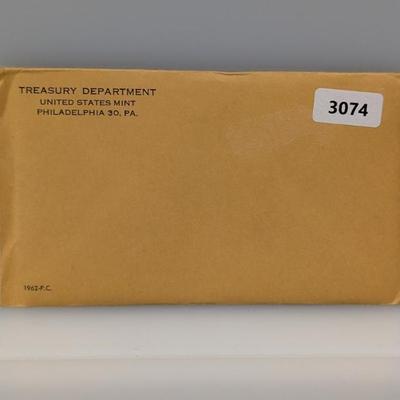 TREASURY DEPARTMENT
UNITED STATES MINT
PHILADELPHIA 30, PA.
3074
1962-P.C.